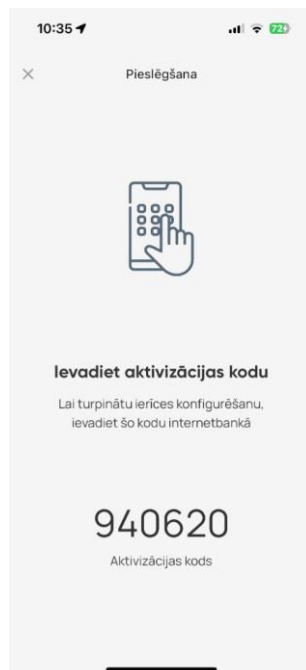 10:35
72
Pieslēgšana
Ievadiet aktivizācijas kodu
Lai turpinātu ierīces konfigurēšanu,
ievadiet šo kodu internetbankā
940620
Aktivizācijas kods